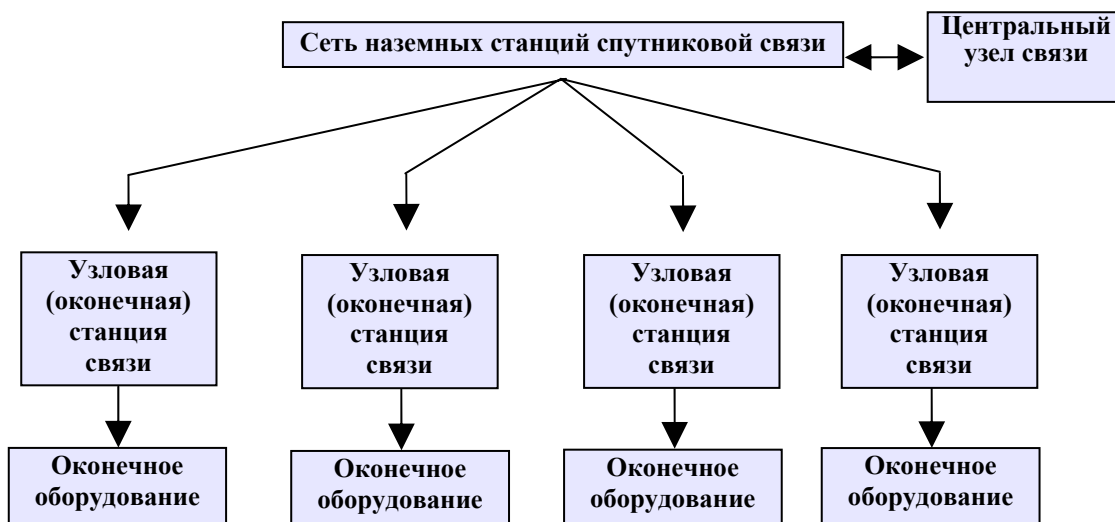 Сеть наземных станций спутниковой связи
Центральный
узел связи
Узловая
(оконечная)
станция
связи
Узловая
(оконечная)
станция
связи
Узловая
(оконечная)
станция
связи
Узловая
(оконечная)
станция
связи
Оконечное
оборудование
Оконечное
оборудование
Оконечное
оборудование
Оконечное
оборудование